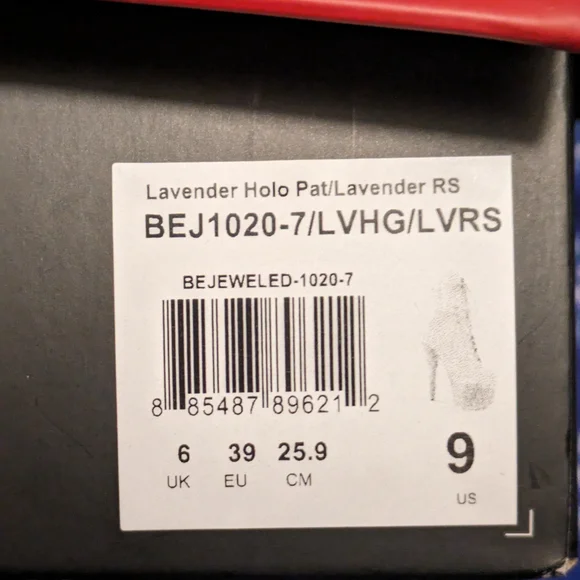 Lavender Holo Pat/Lavender RS
BEJ1020-7/LVHG/LVRS
BEJEWELED-1020-7
8 85487 89621 2
6 39 25.9 9
UK EU CM US